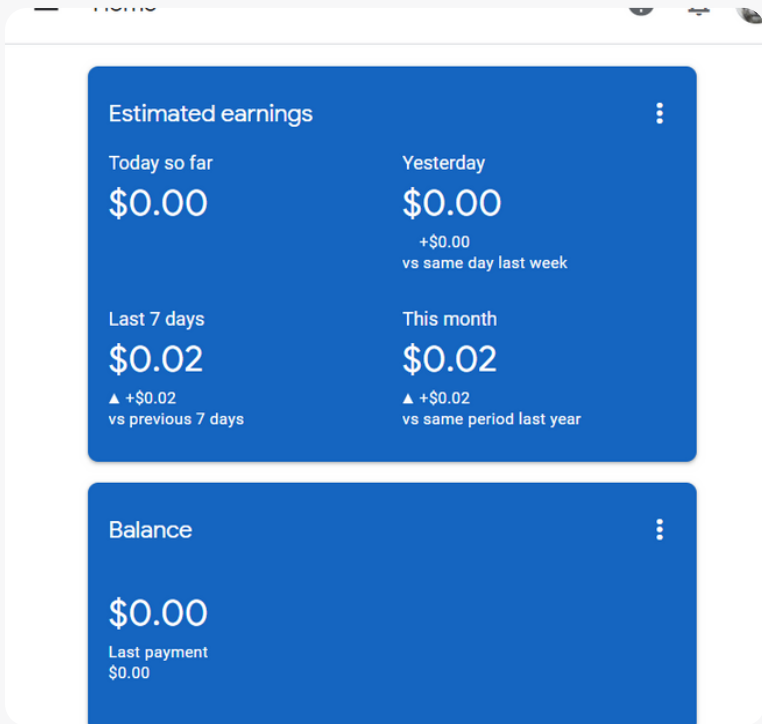 Home
Estimated earnings
Today so far
$0.00
Yesterday
$0.00
+$0.00
vs same day last week
Last 7 days
$0.02
▲ +$0.02
vs previous 7 days
This month
$0.02
▲ +$0.02
vs same period last year
Balance
$0.00
Last payment
$0.00